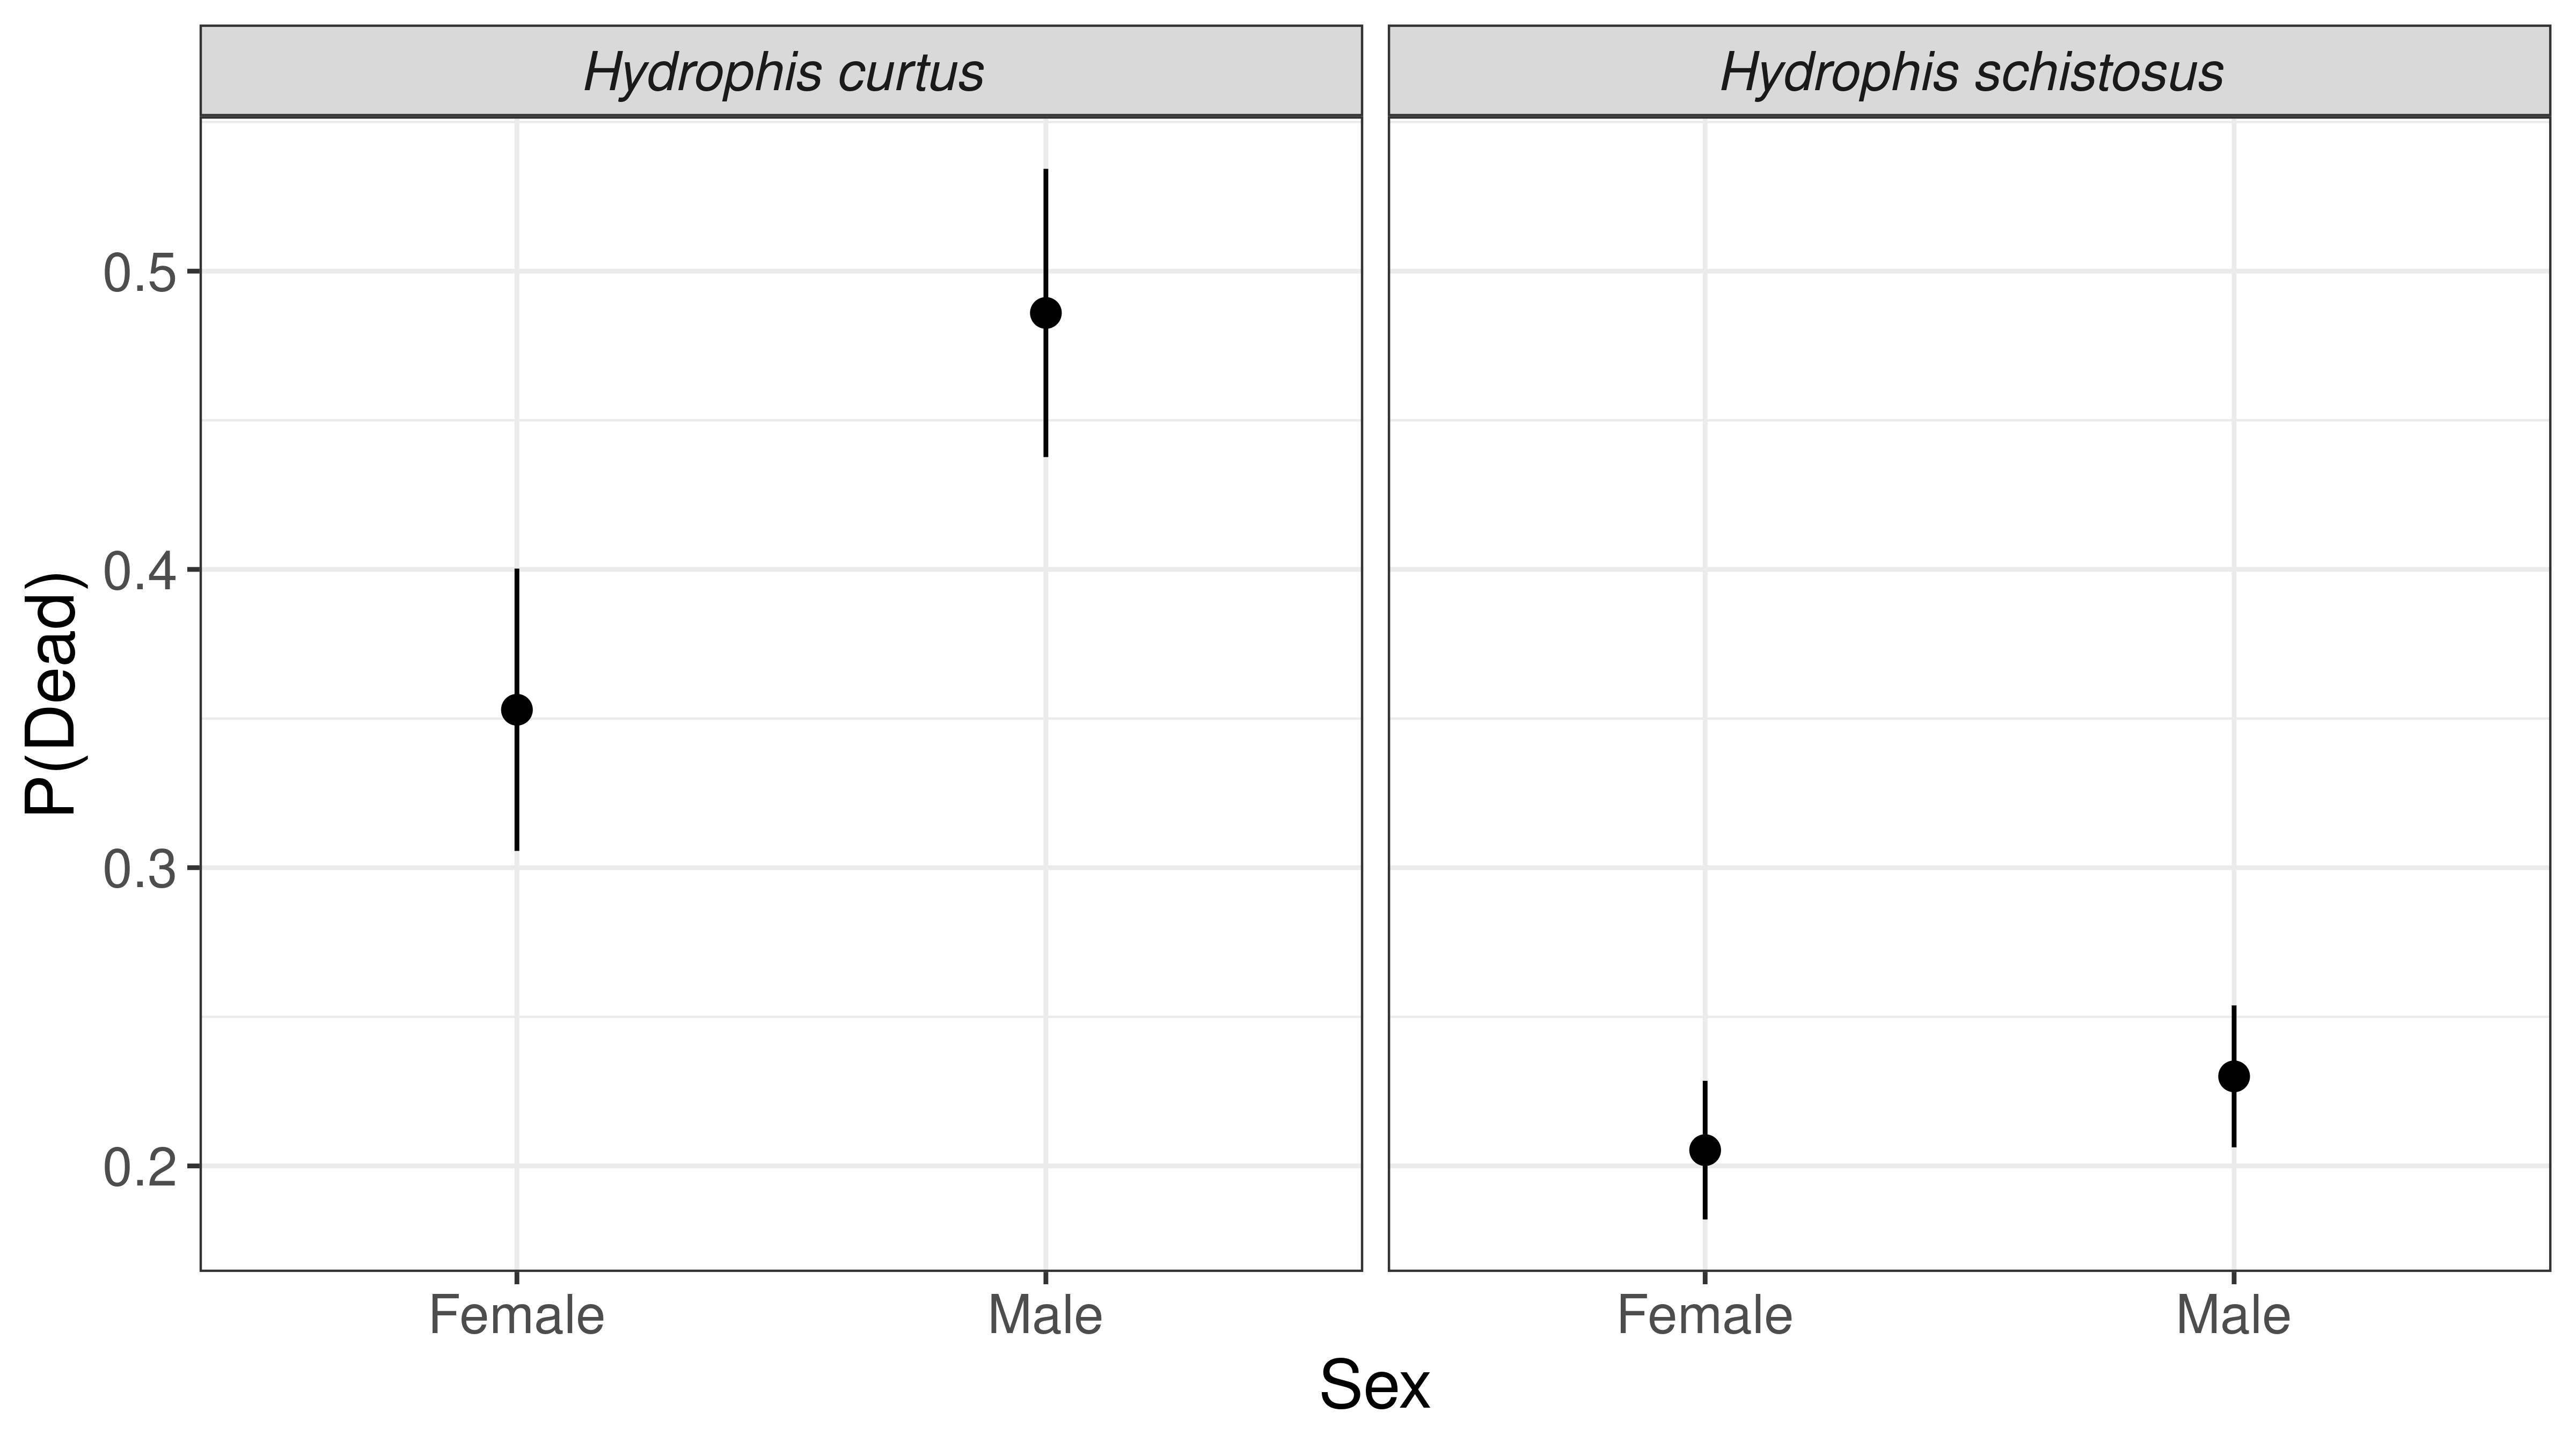 Hydrophis curtus
Hydrophis schistosus
P(Dead)
0.5
0.4
0.3
0.2
Female
Male
Female
Male
Sex